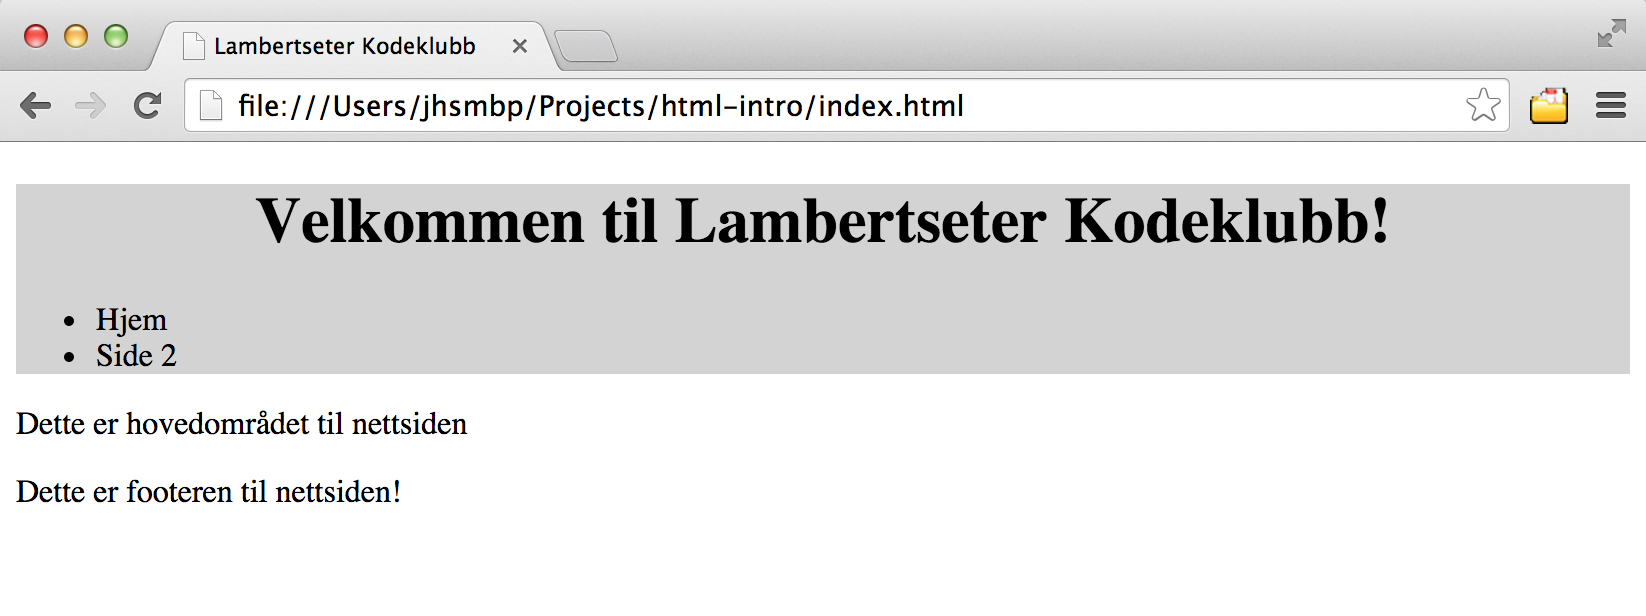 Lambertseter Kodeklubb
file:///Users/jhsmbp/Projects/html-intro/index.html
Velkommen til Lambertseter Kodeklubb!
Hjem
Side 2
Dette er hovedområdet til nettsiden
Dette er footeren til nettsiden!